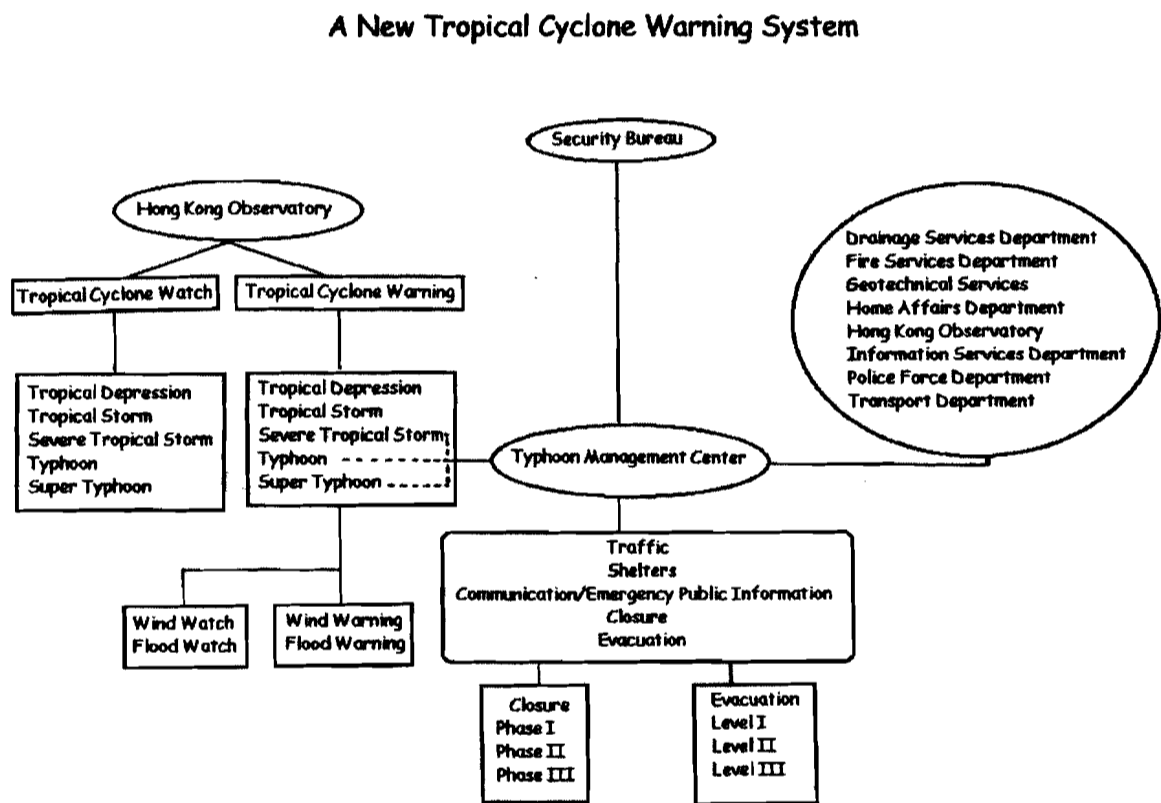 A New Tropical Cyclone Warning System
Security Bureau
Hong Kong Observatory
Drainage Services Department
Fire Services Department
Geotechnical Services
Home Affairs Department
Hong Kong Observatory
Information Services Department
Police Force Department
Transport Department
Tropical Cyclone Watch
Tropical Cyclone Warning
Tropical Depression
Tropical Storm
Severe Tropical Storm
Typhoon
Super Typhoon
Tropical Depression
Tropical Storm
Severe Tropical Storm
Typhoon
Super Typhoon
Typhoon Management Center
Traffic
Shelters
Communication/Emergency Public Information
Closure
Evacuation
Wind Watch
Flood Watch
Wind Warning
Flood Warning
Closure
Phase I
Phase II
Phase III
Evacuation
Level I
Level II
Level III